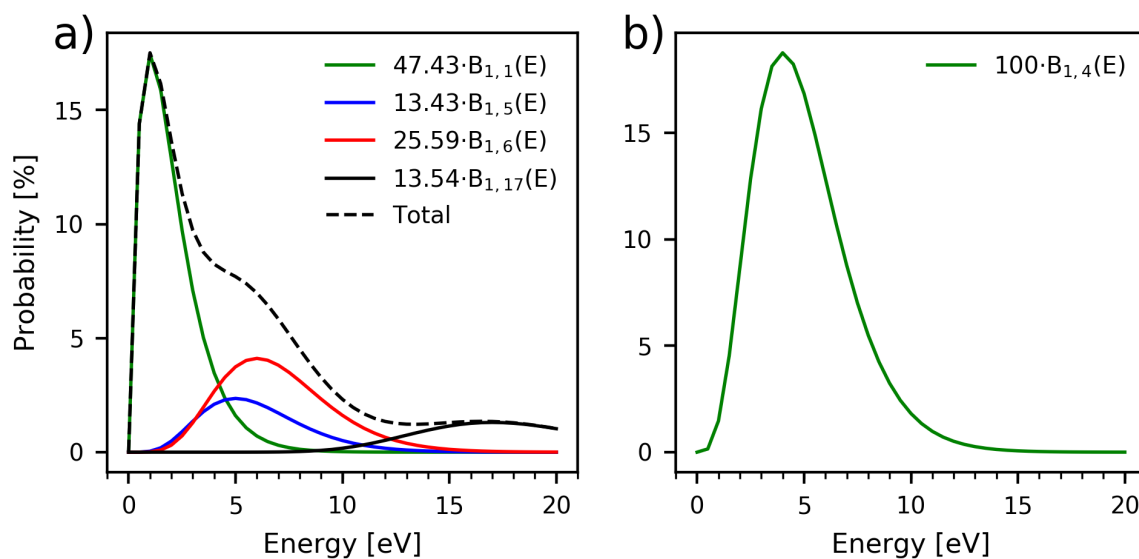 a)
47.43·B1,1(E)
13.43·B1,5(E)
25.59·B1,6(E)
13.54·B1,17(E)
Total
Probability [%]
15
10
5
0
0 5 10 15 20
Energy [eV]
b)
100·B1,4(E)
15
10
5
0
0 5 10 15 20
Energy [eV]